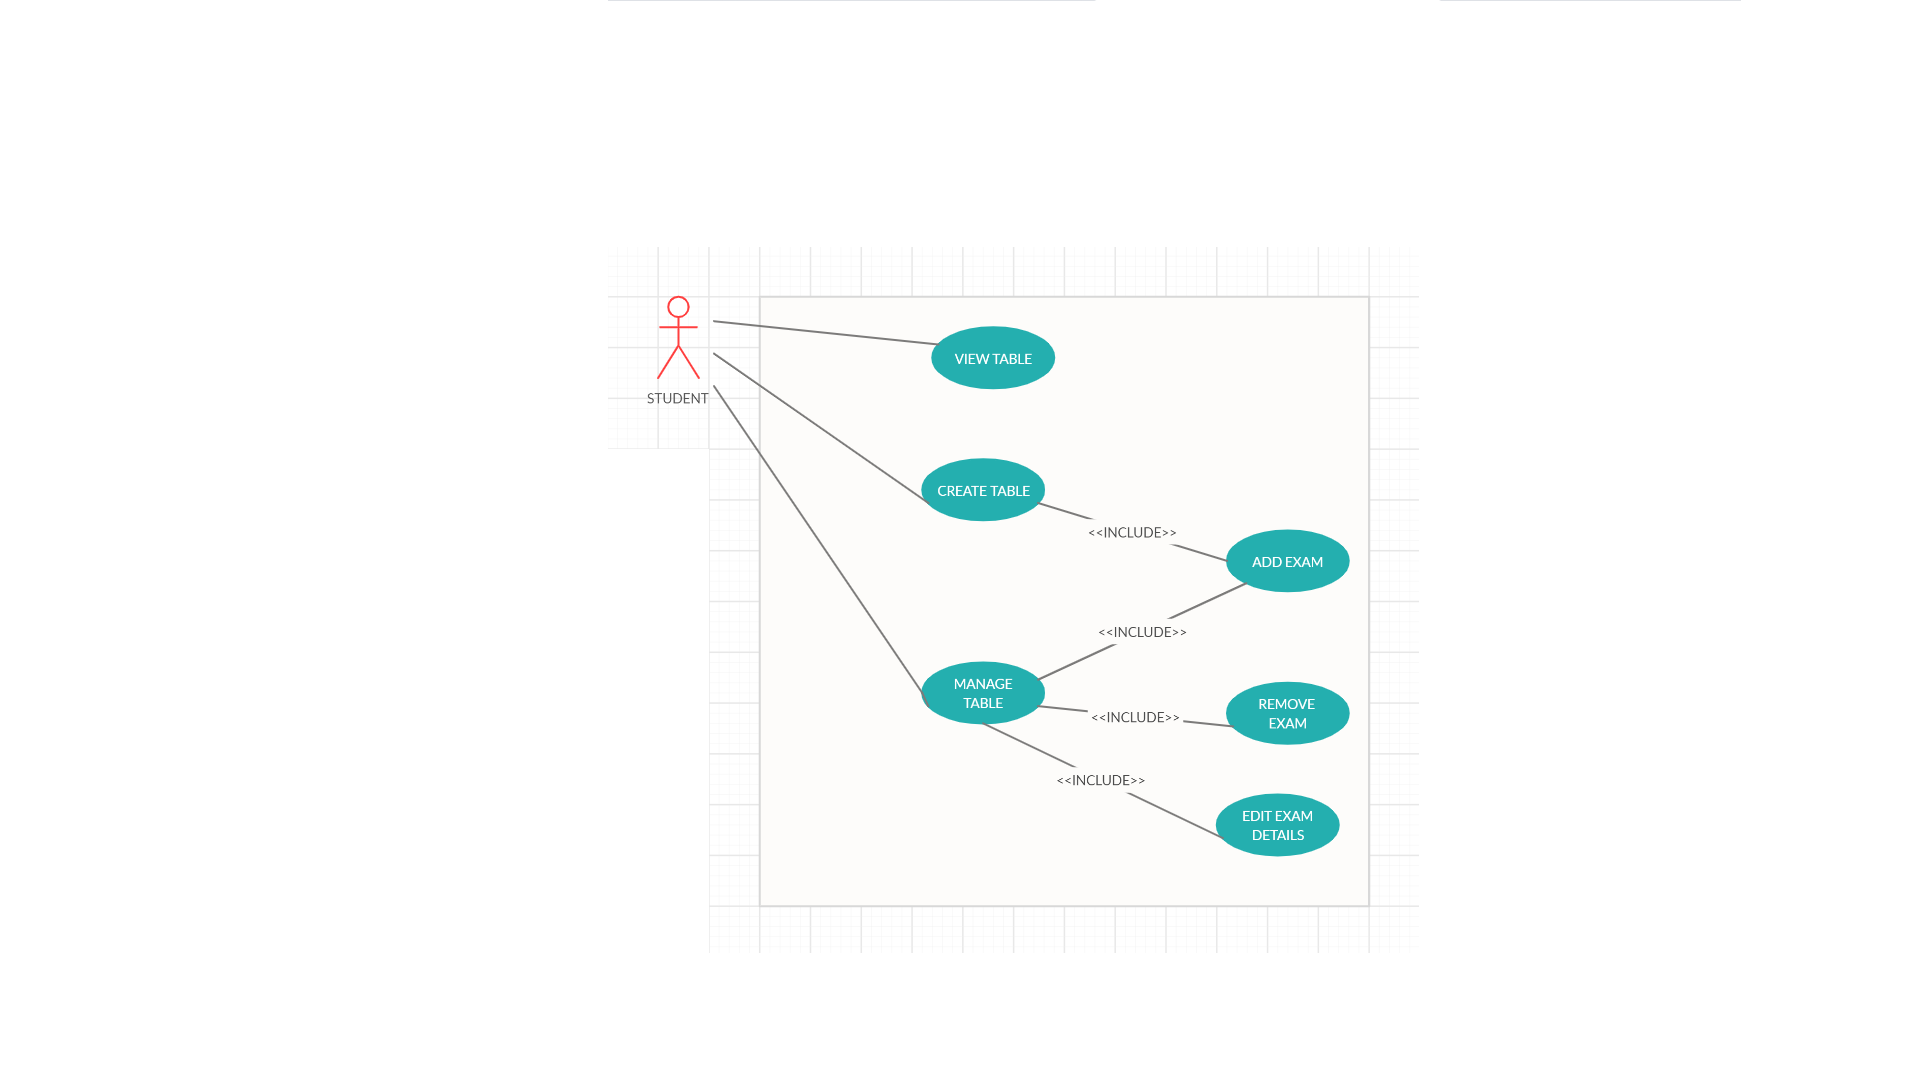 STUDENT
VIEW TABLE
CREATE TABLE
<<INCLUDE>>
ADD EXAM
<<INCLUDE>>
MANAGE
TABLE
<<INCLUDE>>
REMOVE
EXAM
<<INCLUDE>>
EDIT EXAM
DETAILS